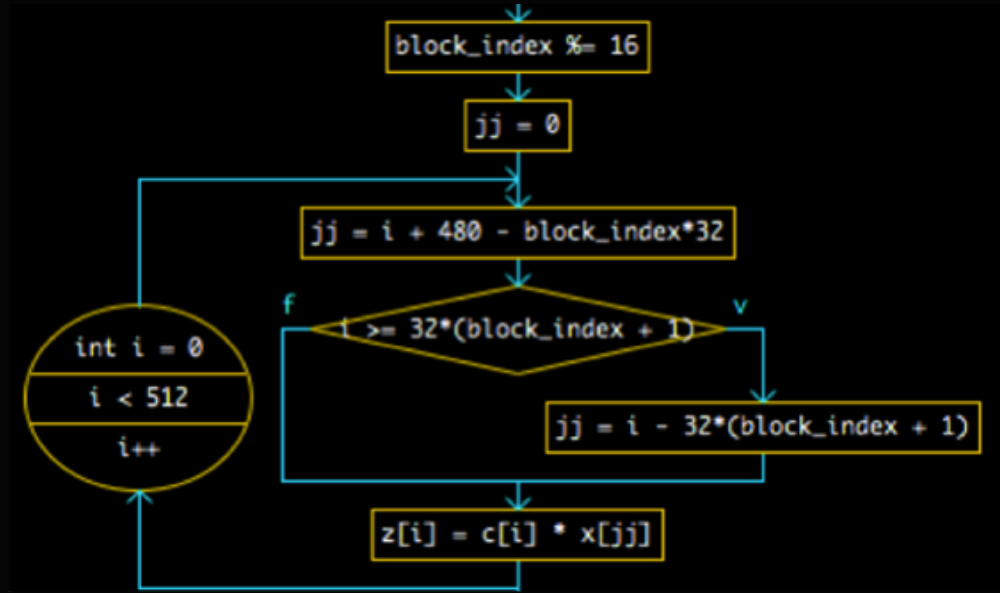 block_index %= 16
jj = 0
jj = i + 480 - block_index*32
f
v
i >= 32*(block_index + 1)
int i = 0
i < 512
i++
jj = i - 32*(block_index + 1)
z[i] = c[i] * x[jj]